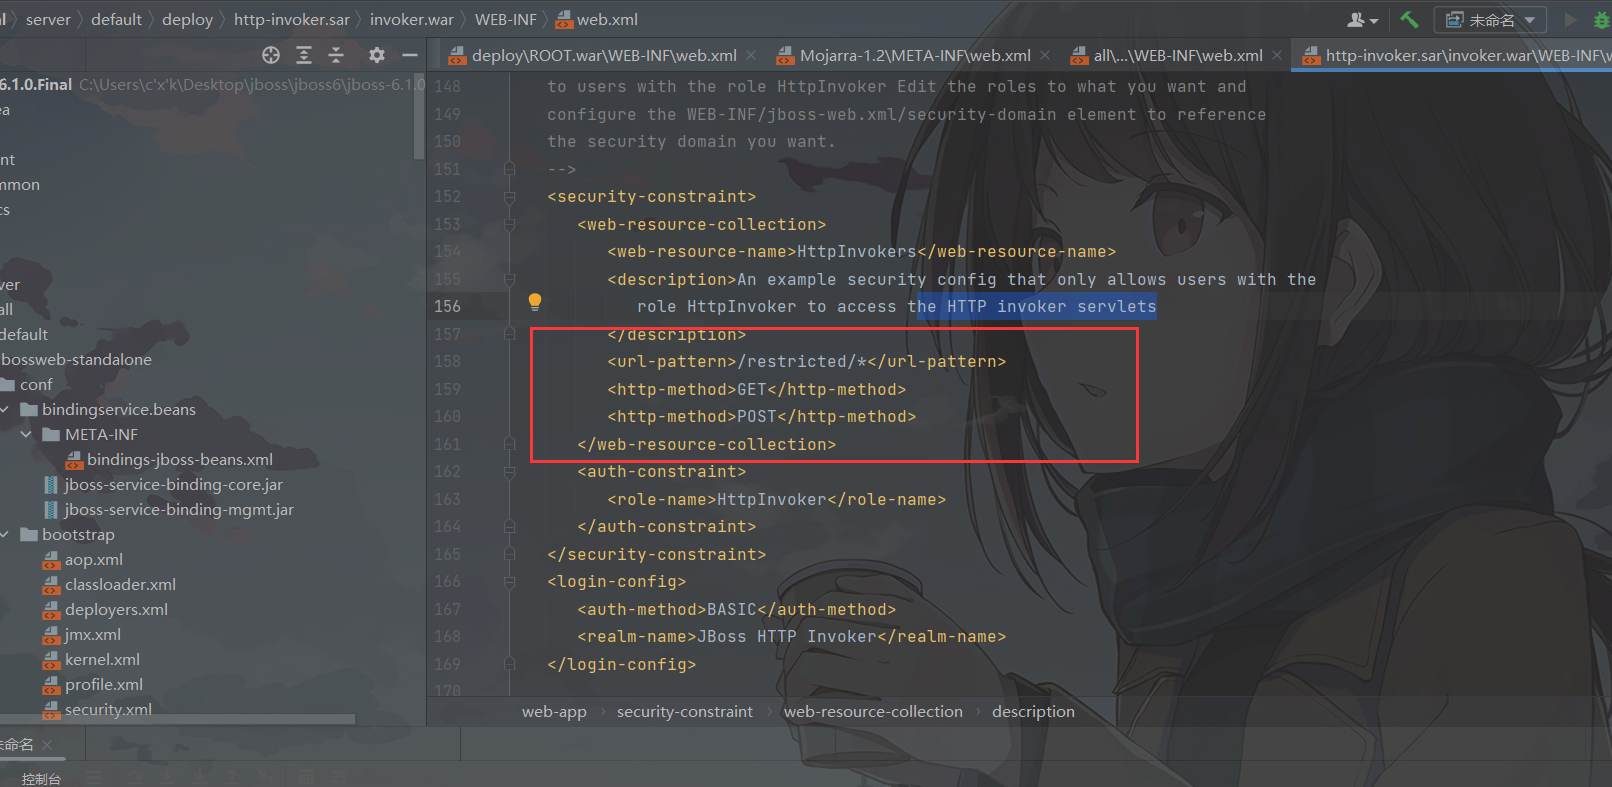 server default deploy http-invoker.sar invoker.war WEB-INF web.xml
未命名
deploy\ROOT.war\WEB-INF\web.xml
Mojarra-1.2\META-INF\web.xml
all\...\WEB-INF\web.xml
http-invoker.sar\invoker.war\WEB-INF\w
6.1.0.Final C:\Users\c'x'k\Desktop\jboss\jboss6\jboss-6.1.0
ea
nt
mmon
ts
ver
all
default
jbossweb-standalone
conf
bindingservice.beans
META-INF
bindings-jboss-beans.xml
jboss-service-binding-core.jar
jboss-service-binding-mgmt.jar
bootstrap
aop.xml
classloader.xml
deployers.xml
jmx.xml
kernel.xml
profile.xml
security.xml
148 to users with the role HttpInvoker Edit the roles to what you want and
149 configure the WEB-INF/jboss-web.xml/security-domain element to reference
150 the security domain you want.
151 -->
152 <security-constraint>
153 <web-resource-collection>
154 <web-resource-name>HttpInvokers</web-resource-name>
155 <description>An example security config that only allows users with the
156 role HttpInvoker to access the HTTP invoker servlets
157 </description>
158 <url-pattern>/restricted/*</url-pattern>
159 <http-method>GET</http-method>
160 <http-method>POST</http-method>
161 </web-resource-collection>
162 <auth-constraint>
163 <role-name>HttpInvoker</role-name>
164 </auth-constraint>
165 </security-constraint>
166 <login-config>
167 <auth-method>BASIC</auth-method>
168 <realm-name>JBoss HTTP Invoker</realm-name>
169 </login-config>
170
web-app security-constraint web-resource-collection description
未命名
控制台